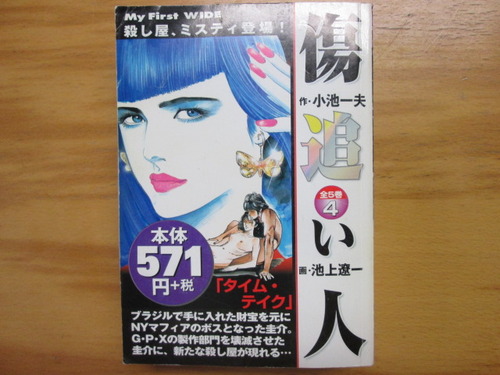 My First WIDE
殺し屋、ミスティ登場!
傷追い人
作・小池一夫
全5巻
4
画・池上遼一
本体
571
円+税
「タイム・
テイク」
ブラジルで手に入れた財宝を元に
NYマフィアのボスとなった圭介。
G・P・Xの製作部門を壊滅させた
圭介に、新たな殺し屋が現れる…